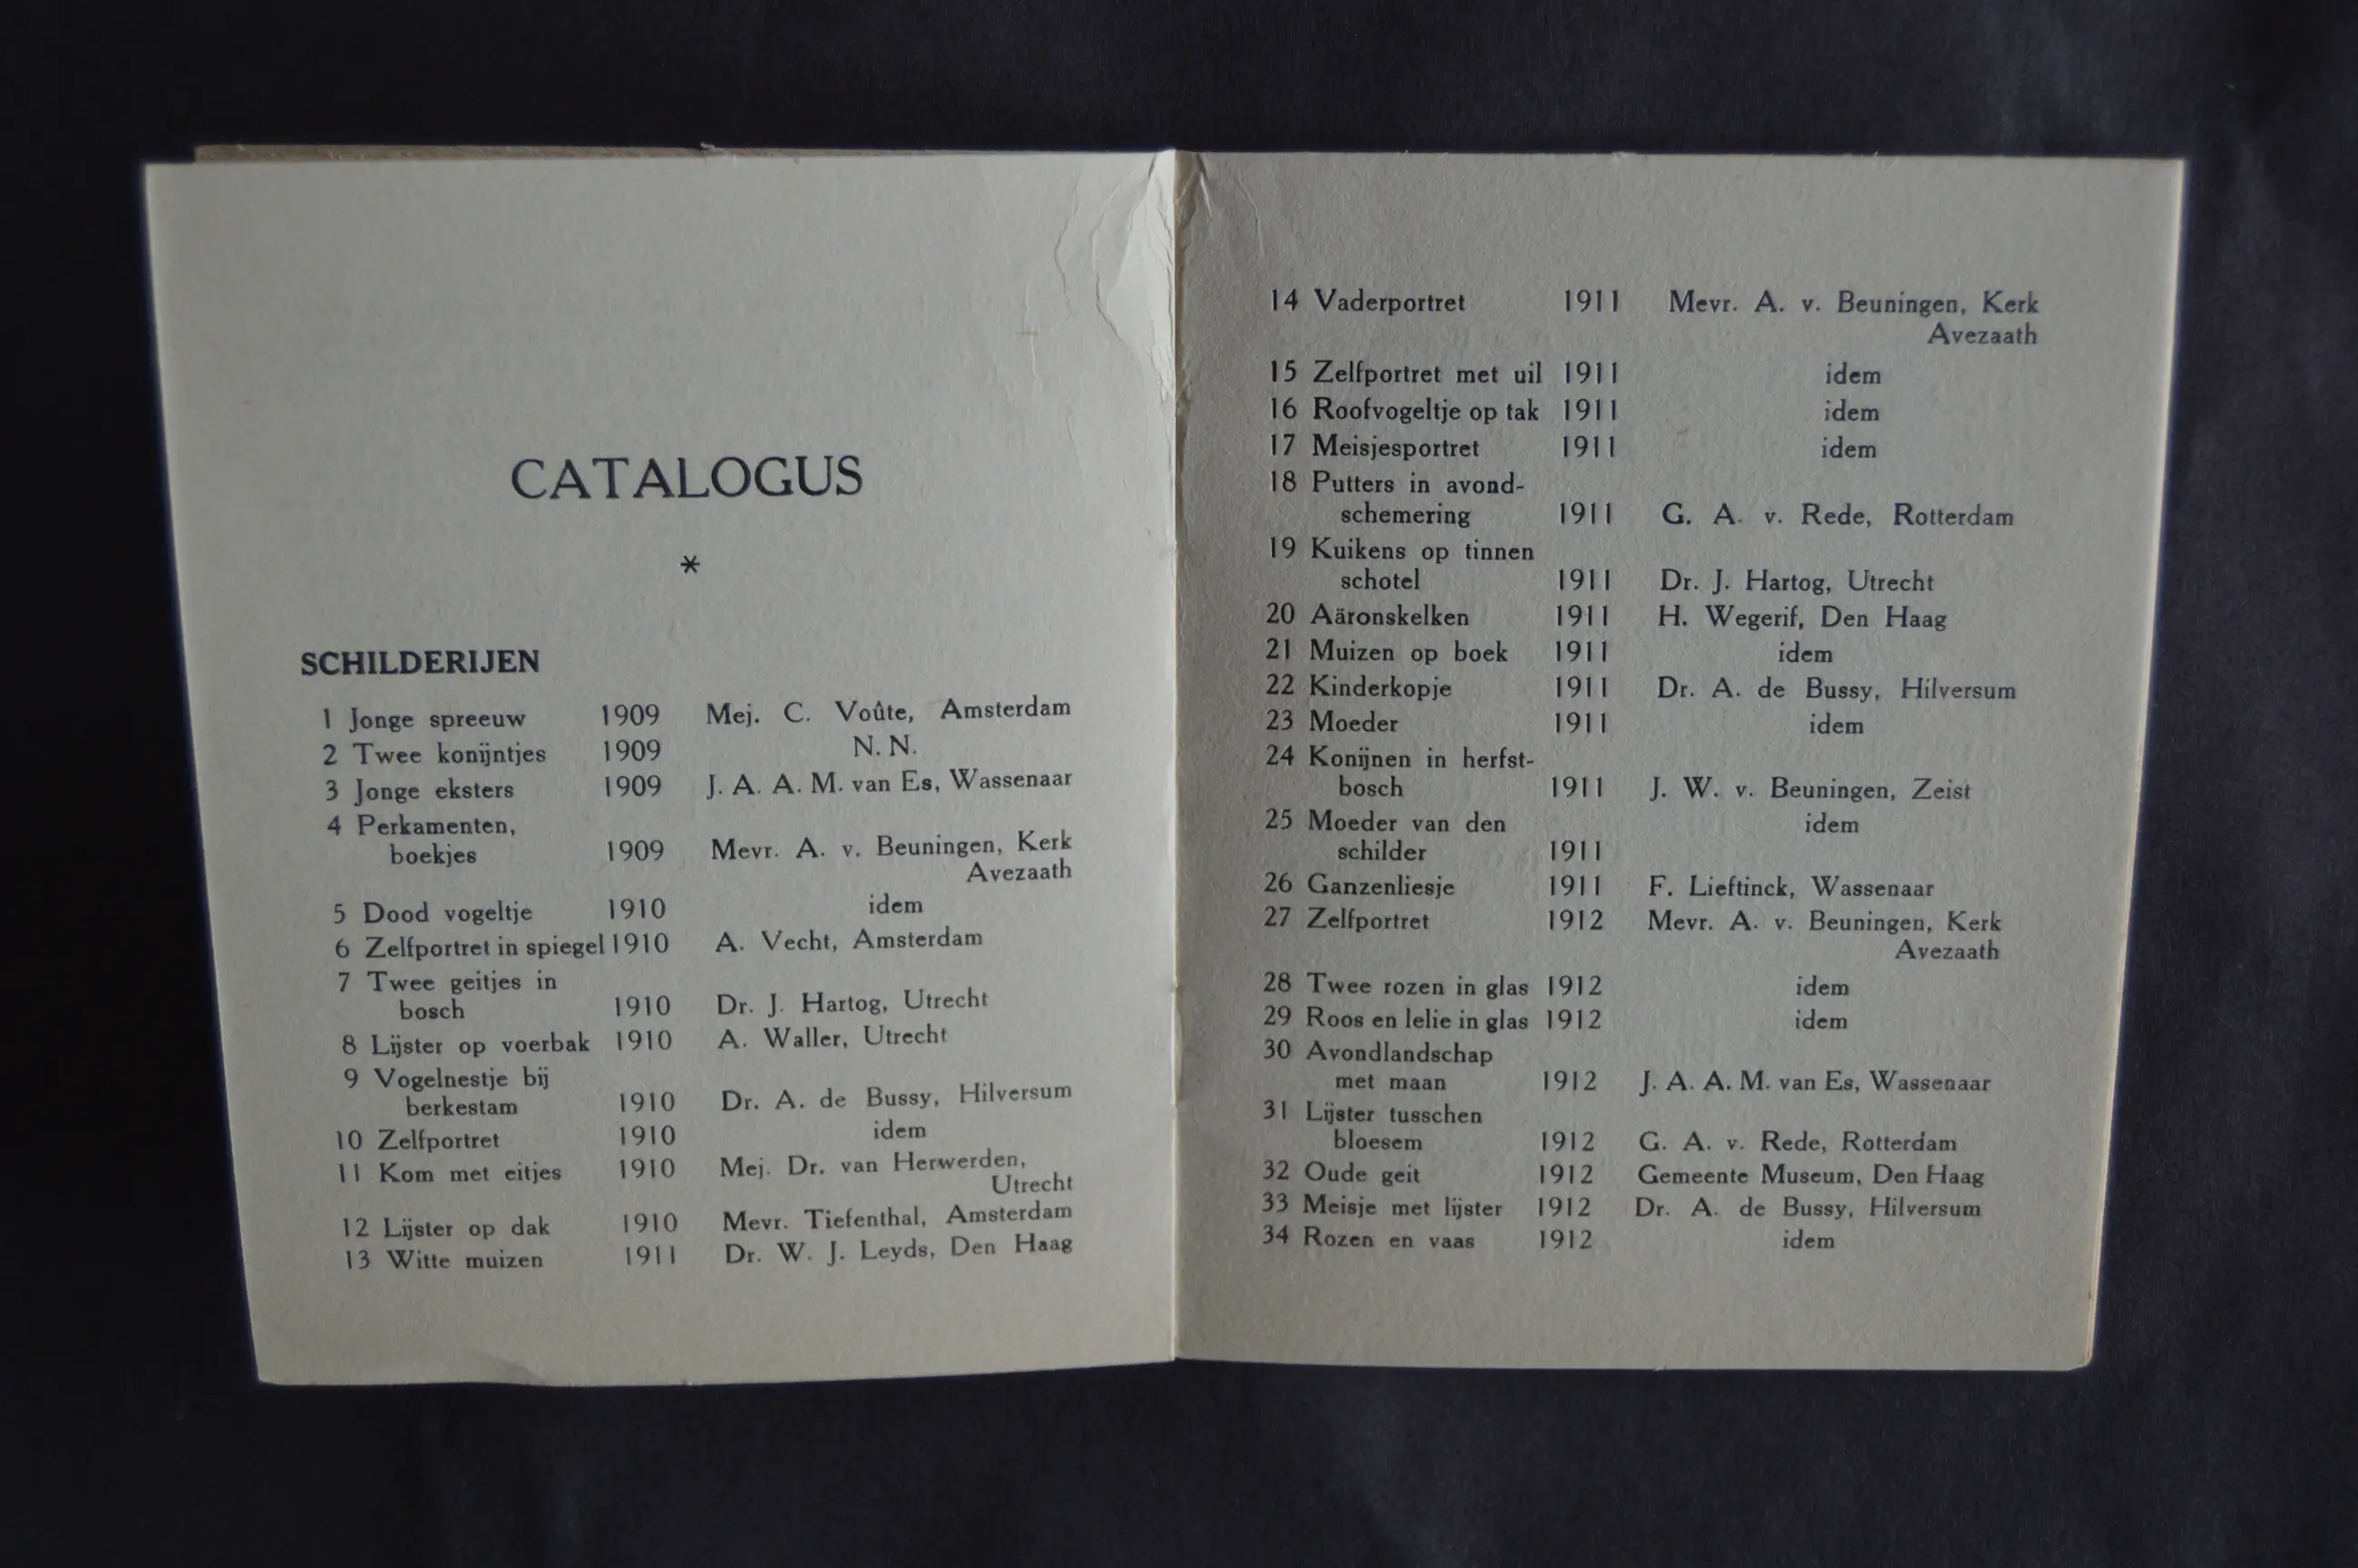 CATALOGUS
*
SCHILDERIJEN
1 Jonge spreeuw 1909 Mej. C. Voûte, Amsterdam
2 Twee konijntjes 1909 N. N.
3 Jonge eksters 1909 J. A. A. M. van Es, Wassenaar
4 Perkamenten,
boekjes 1909 Mevr. A. v. Beuningen, Kerk
Avezaath
5 Dood vogeltje 1910 idem
6 Zelfportret in spiegel 1910 A. Vecht, Amsterdam
7 Twee geitjes in
bosch 1910 Dr. J. Hartog, Utrecht
8 Lijster op voerbak 1910 A. Waller, Utrecht
9 Vogelnestje bij
berkestam 1910 Dr. A. de Bussy, Hilversum
10 Zelfportret 1910 idem
11 Kom met eitjes 1910 Mej. Dr. van Herwerden,
Utrecht
12 Lijster op dak 1910 Mevr. Tiefenthal, Amsterdam
13 Witte muizen 1911 Dr. W. J. Leyds, Den Haag
14 Vaderportret 1911 Mevr. A. v. Beuningen, Kerk
Avezaath
15 Zelfportret met uil 1911 idem
16 Roofvogeltje op tak 1911 idem
17 Meisjesportret 1911 idem
18 Putters in avond-
schemering 1911 G. A. v. Rede, Rotterdam
19 Kuikens op tinnen
schotel 1911 Dr. J. Hartog, Utrecht
20 Aäronskelken 1911 H. Wegerif, Den Haag
21 Muizen op boek 1911 idem
22 Kinderkopje 1911 Dr. A. de Bussy, Hilversum
23 Moeder 1911 idem
24 Konijnen in herfst-
bosch 1911 J. W. v. Beuningen, Zeist
25 Moeder van den idem
schilder 1911
26 Ganzenliesje 1911 F. Lieftinck, Wassenaar
27 Zelfportret 1912 Mevr. A. v. Beuningen, Kerk
Avezaath
28 Twee rozen in glas 1912 idem
29 Roos en lelie in glas 1912 idem
30 Avondlandschap
met maan 1912 J. A. A. M. van Es, Wassenaar
31 Lijster tusschen
bloesem 1912 G. A. v. Rede, Rotterdam
32 Oude geit 1912 Gemeente Museum, Den Haag
33 Meisje met lijster 1912 Dr. A. de Bussy, Hilversum
34 Rozen en vaas 1912 idem